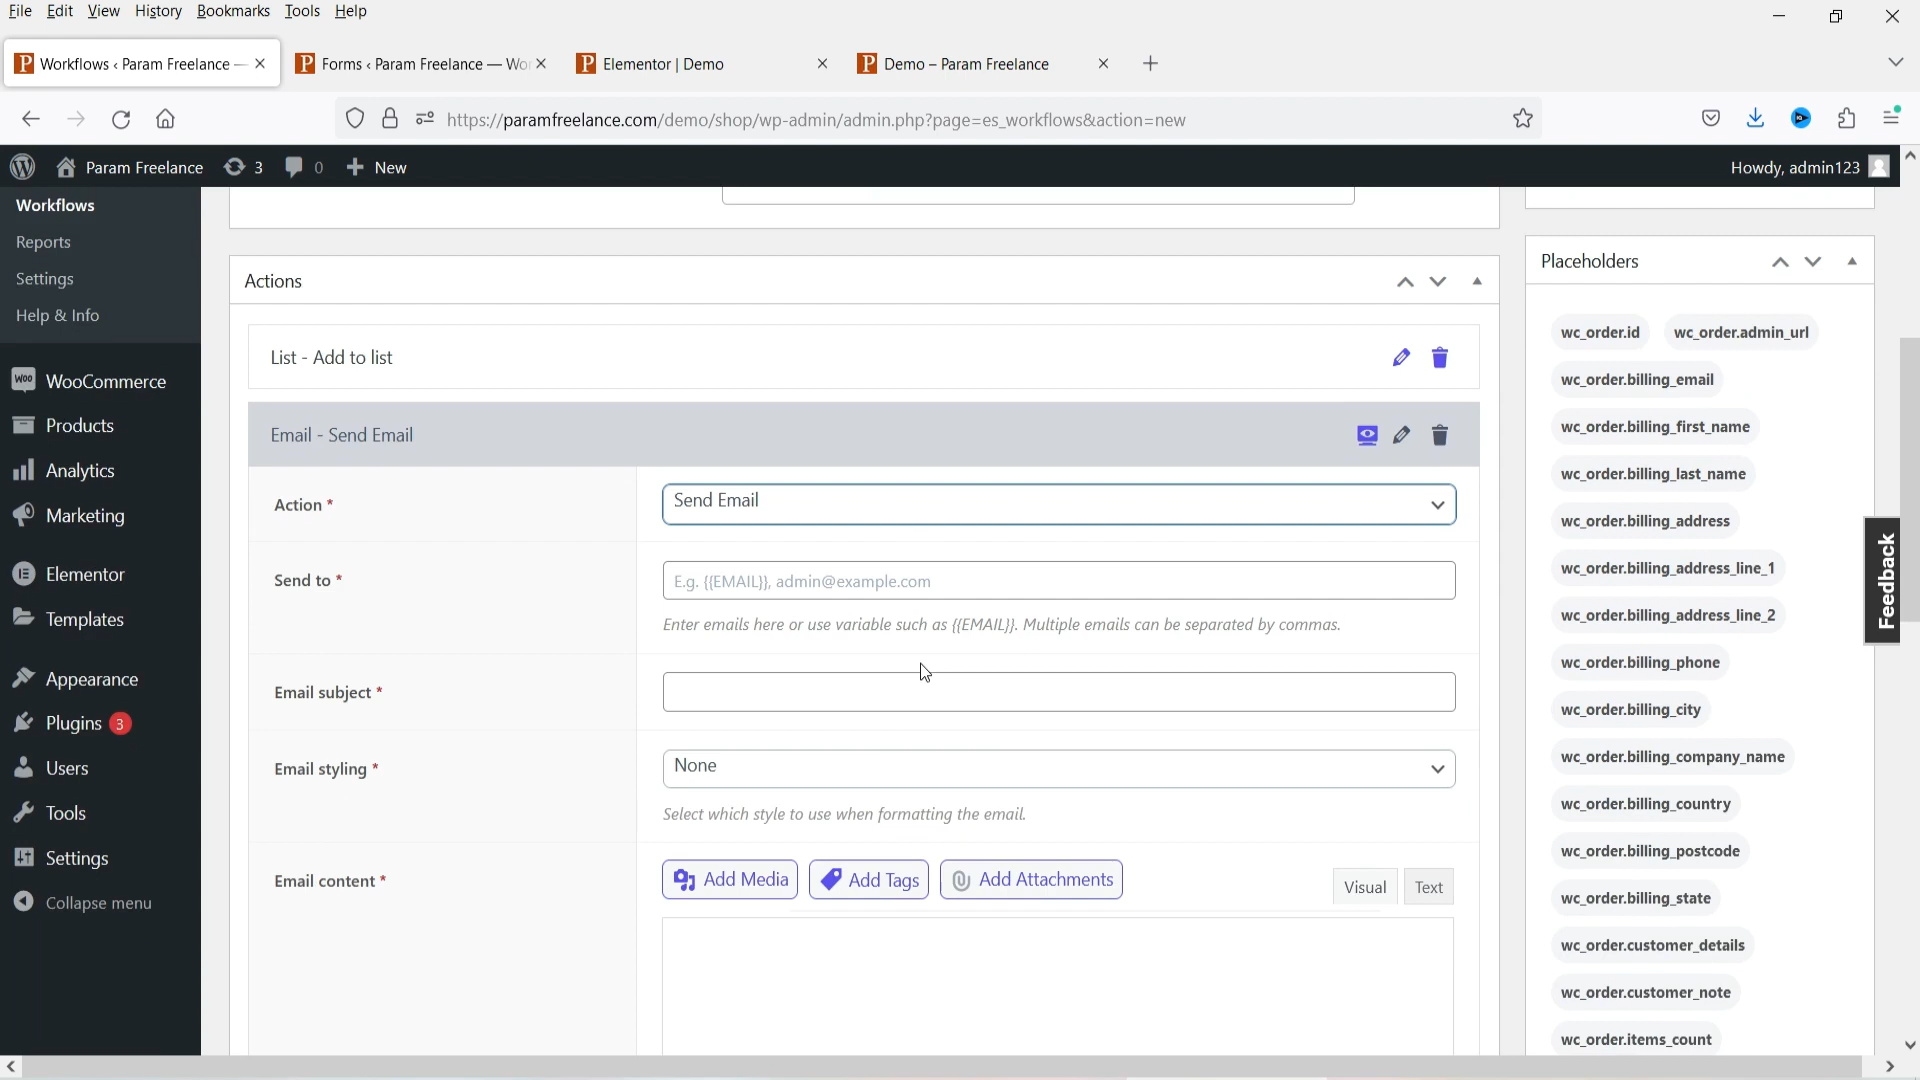 File Edit View History Bookmarks Tools Help
Workflows ‹ Param Freelance —
Forms ‹ Param Freelance — Wor
Elementor | Demo
Demo – Param Freelance
https://paramfreelance.com/demo/shop/wp-admin/admin.php?page=es_workflows&action=new
Param Freelance 3 0 New
Howdy, admin123
Workflows
Reports
Settings
Help & Info
WooCommerce
Products
Analytics
Marketing
Elementor
Templates
Appearance
Plugins 3
Users
Tools
Settings
Collapse menu
Actions
List - Add to list
Email - Send Email
Action *
Send Email
Send to *
E.g. {{EMAIL}}, admin@example.com
Enter emails here or use variable such as {{EMAIL}}. Multiple emails can be separated by commas.
Email subject *
Email styling *
None
Select which style to use when formatting the email.
Email content *
Add Media
Add Tags
Add Attachments
Visual
Text
Placeholders
wc_order.id
wc_order.admin_url
wc_order.billing_email
wc_order.billing_first_name
wc_order.billing_last_name
wc_order.billing_address
wc_order.billing_address_line_1
wc_order.billing_address_line_2
wc_order.billing_phone
wc_order.billing_city
wc_order.billing_company_name
wc_order.billing_country
wc_order.billing_postcode
wc_order.billing_state
wc_order.customer_details
wc_order.customer_note
wc_order.items_count
Feedback